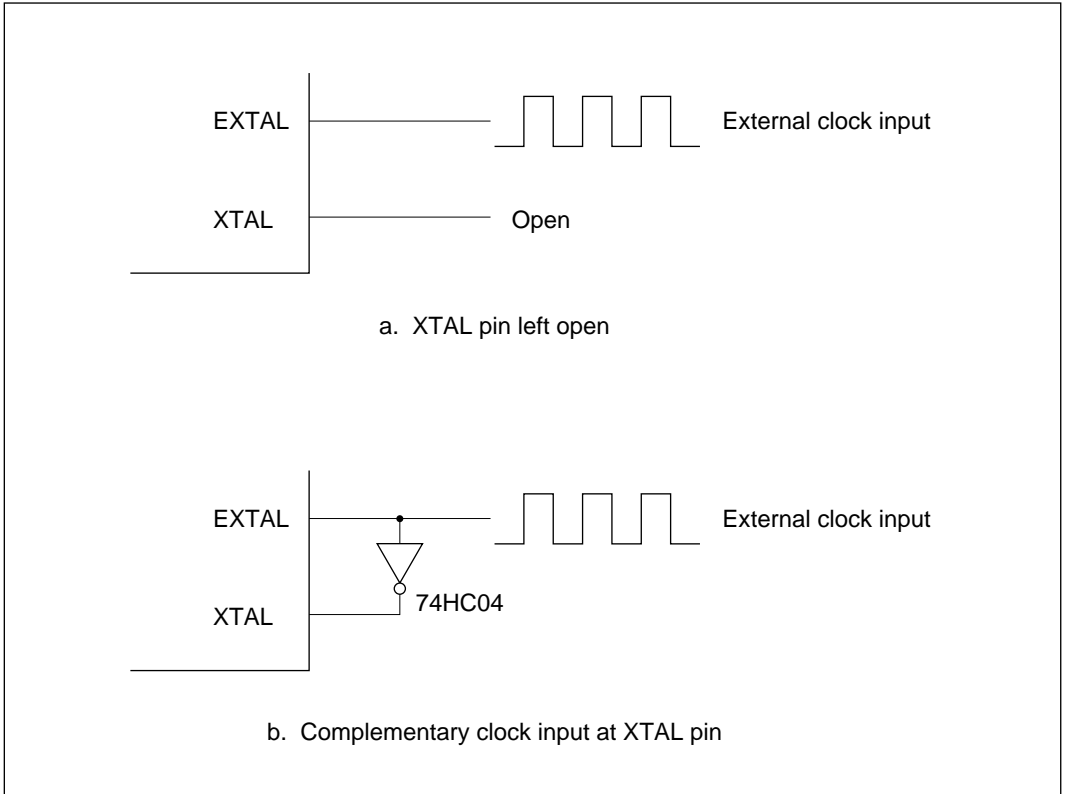 EXTAL
External clock input
XTAL
Open
a. XTAL pin left open
EXTAL
External clock input
74HC04
XTAL
b. Complementary clock input at XTAL pin